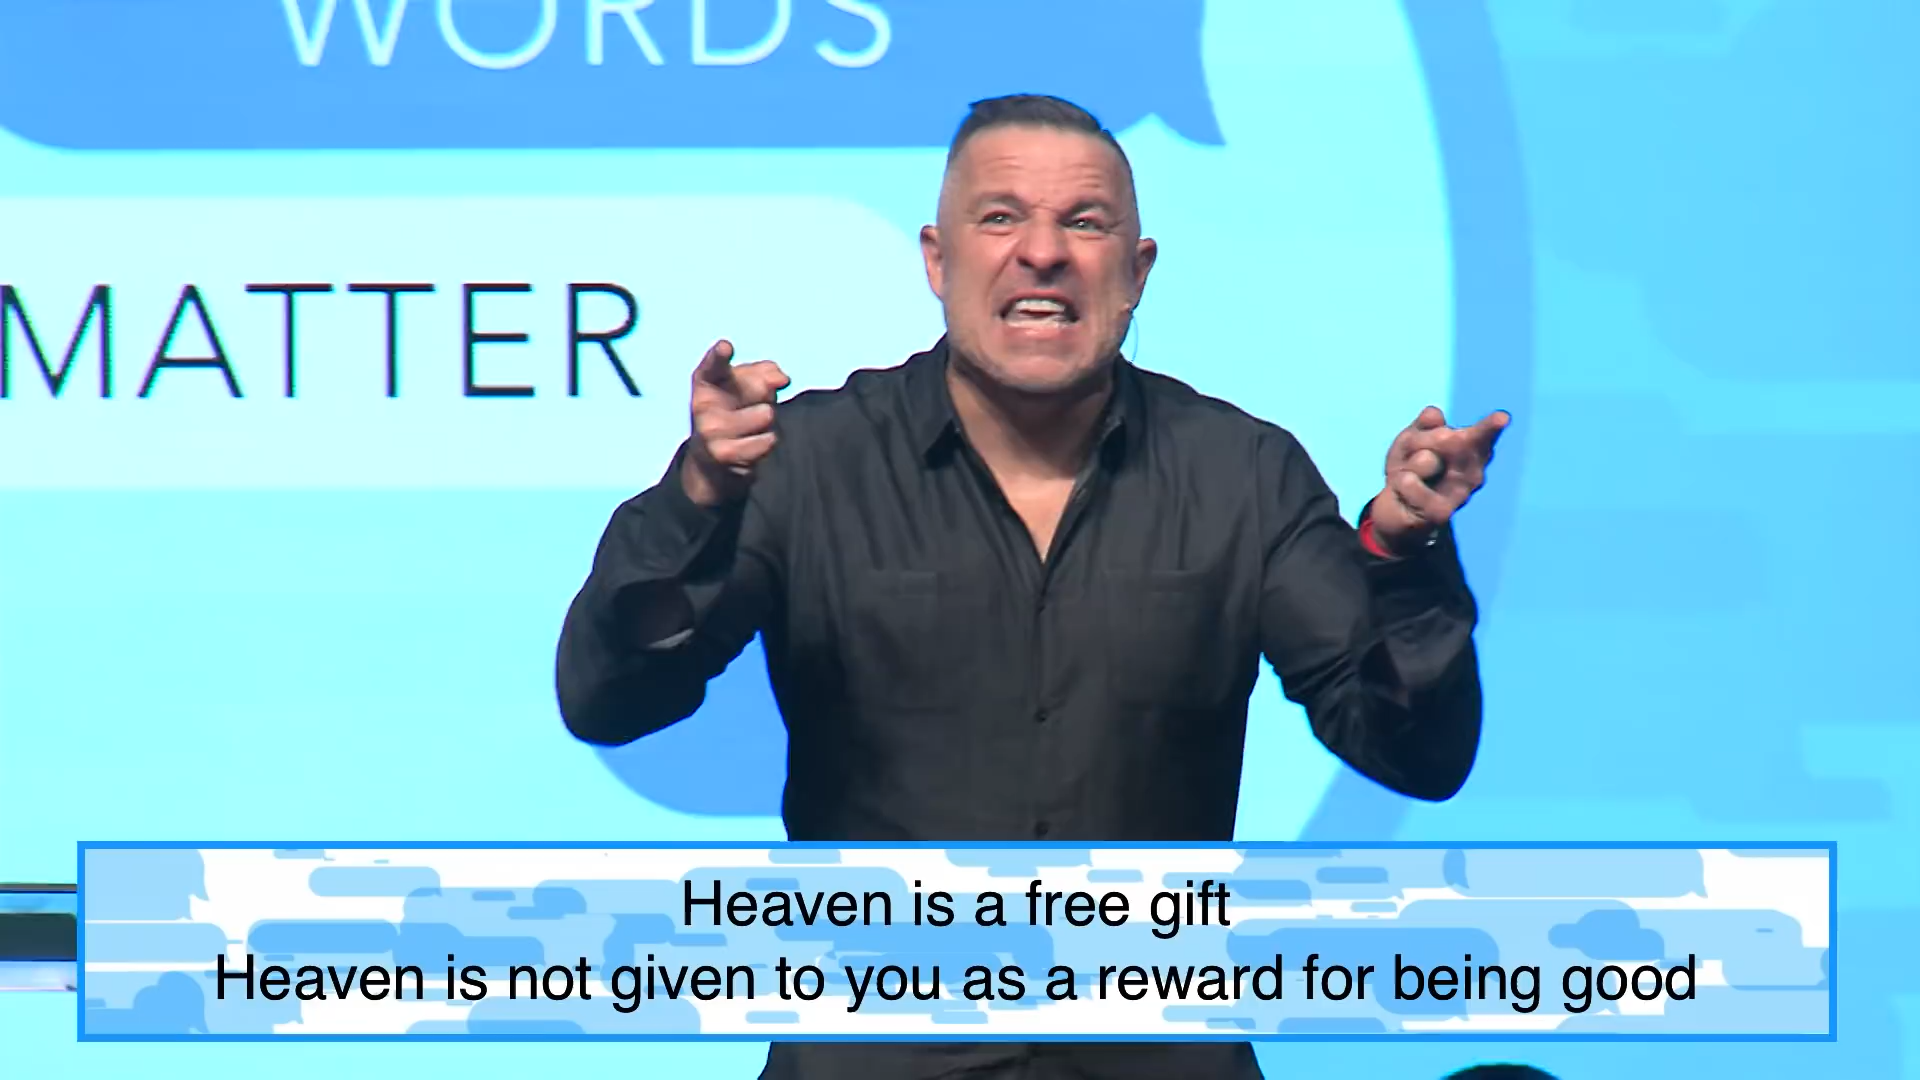 WORDS
MATTER
Heaven is a free gift
Heaven is not given to you as a reward for being good